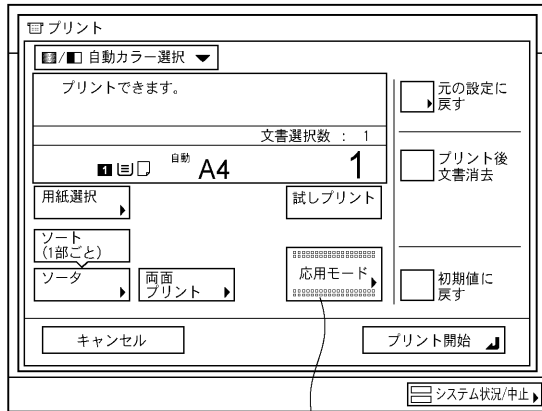 プリント
自動カラー選択
プリントできます。
文書選択数 : 1
1 自動 A4 1
用紙選択
試しプリント
ソート
(1部ごと)
ソータ
両面
プリント
応用モード
元の設定に
戻す
プリント後
文書消去
初期値に
戻す
キャンセル
プリント開始
システム状況/中止